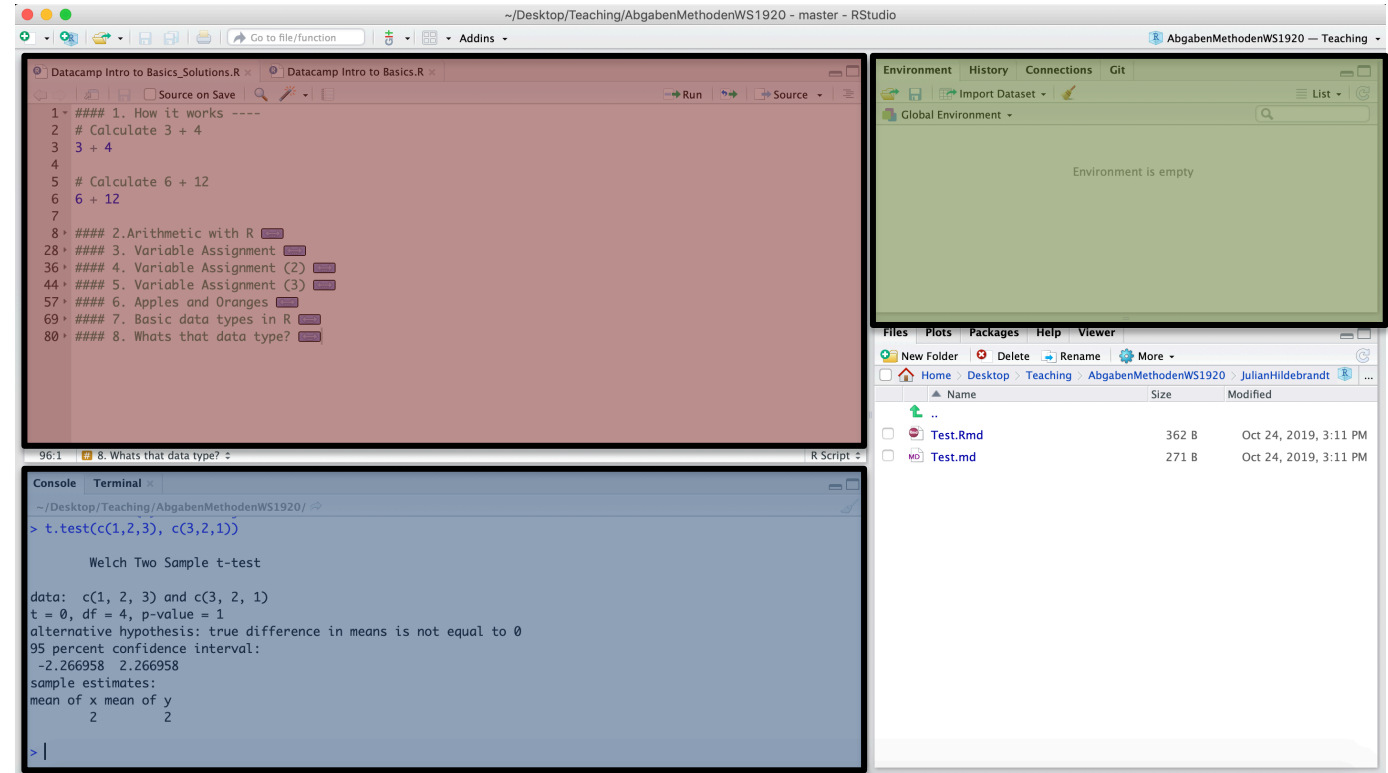 ~/Desktop/Teaching/AbgabenMethodenWS1920 - master - RStudio
Go to file/function Addins AbgabenMethodenWS1920 — Teaching
Datacamp Intro to Basics_Solutions.R Datacamp Intro to Basics.R
Source on Save Run Source
1 #### 1. How it works ----
2 # Calculate 3 + 4
3 3 + 4
4
5 # Calculate 6 + 12
6 6 + 12
7
8 #### 2.Arithmetic with R
28 #### 3. Variable Assignment
36 #### 4. Variable Assignment (2)
44 #### 5. Variable Assignment (3)
57 #### 6. Apples and Oranges
69 #### 7. Basic data types in R
80 #### 8. Whats that data type?
96:1 # 8. Whats that data type? R Script
Console Terminal
~/Desktop/Teaching/AbgabenMethodenWS1920/
> t.test(c(1,2,3), c(3,2,1))
Welch Two Sample t-test
data: c(1, 2, 3) and c(3, 2, 1)
t = 0, df = 4, p-value = 1
alternative hypothesis: true difference in means is not equal to 0
95 percent confidence interval:
-2.266958 2.266958
sample estimates:
mean of x mean of y
2 2
>
Environment History Connections Git
Import Dataset List
Global Environment
Environment is empty
Files Plots Packages Help Viewer
New Folder Delete Rename More
Home Desktop Teaching AbgabenMethodenWS1920 JulianHildebrandt R ...
Name Size Modified
..
Test.Rmd 362 B Oct 24, 2019, 3:11 PM
MD Test.md 271 B Oct 24, 2019, 3:11 PM